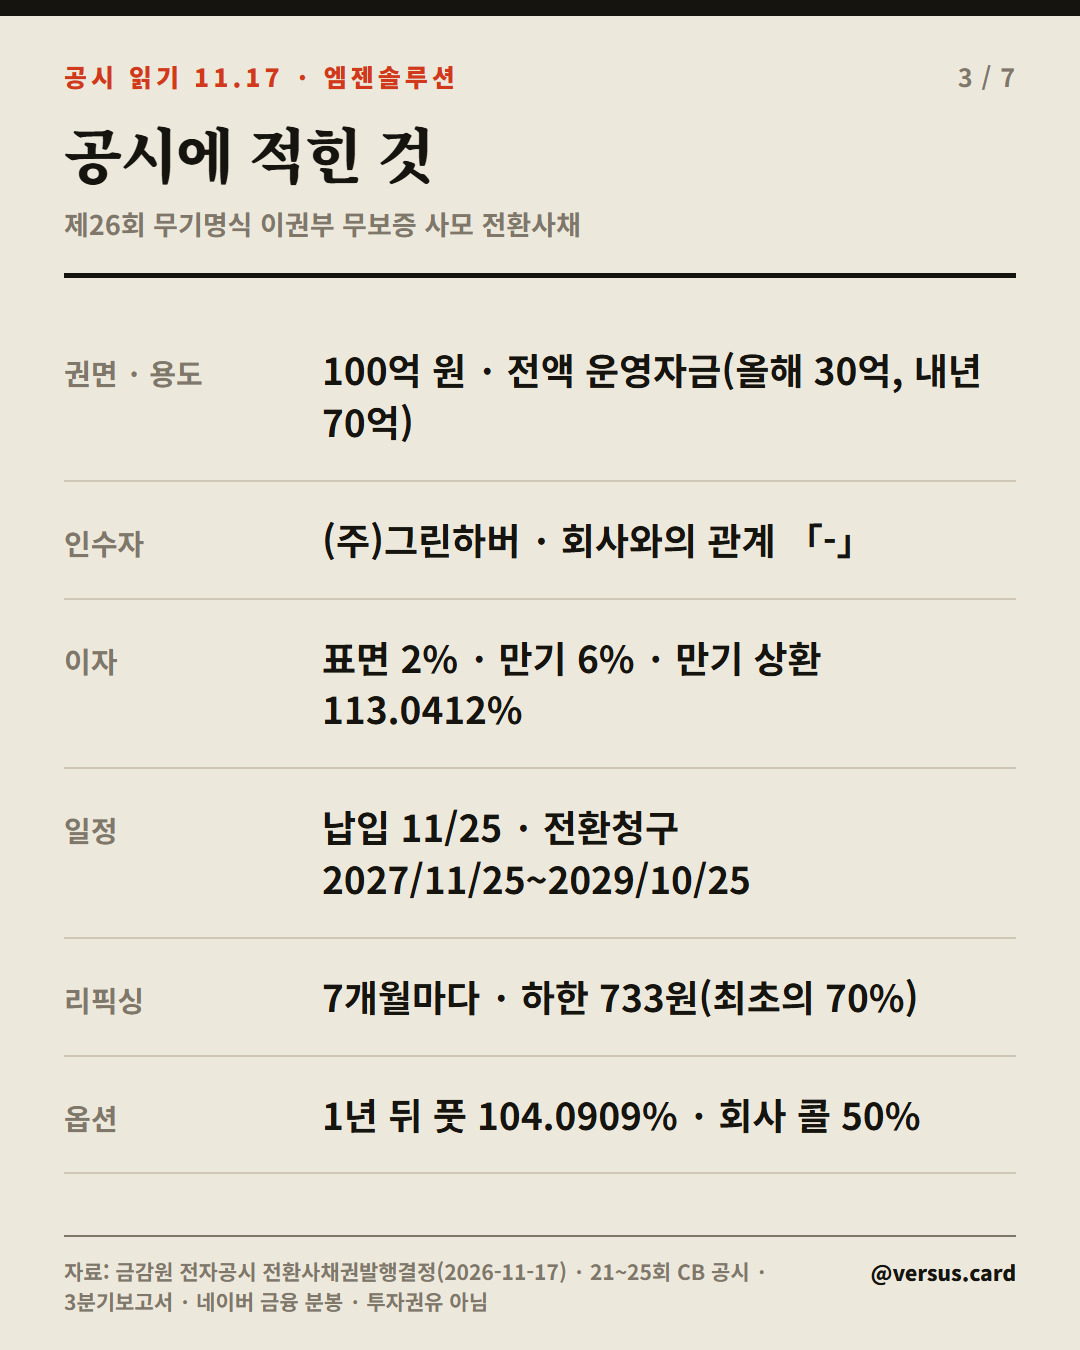 공시 읽기 11.17 · 엠젠솔루션
3 / 7
공시에 적힌 것
제26회 무기명식 이권부 무보증 사모 전환사채
권면 · 용도
100억 원 · 전액 운영자금(올해 30억, 내년
70억)
인수자
(주)그린하버 · 회사와의 관계 「-」
이자
표면 2% · 만기 6% · 만기 상환
113.0412%
일정
납입 11/25 · 전환청구
2027/11/25~2029/10/25
리픽싱
7개월마다 · 하한 733원(최초의 70%)
옵션
1년 뒤 풋 104.0909% · 회사 콜 50%
자료: 금감원 전자공시 전환사채권발행결정(2026-11-17) · 21~25회 CB 공시 ·
3분기보고서 · 네이버 금융 분봉 · 투자권유 아님
@versus.card